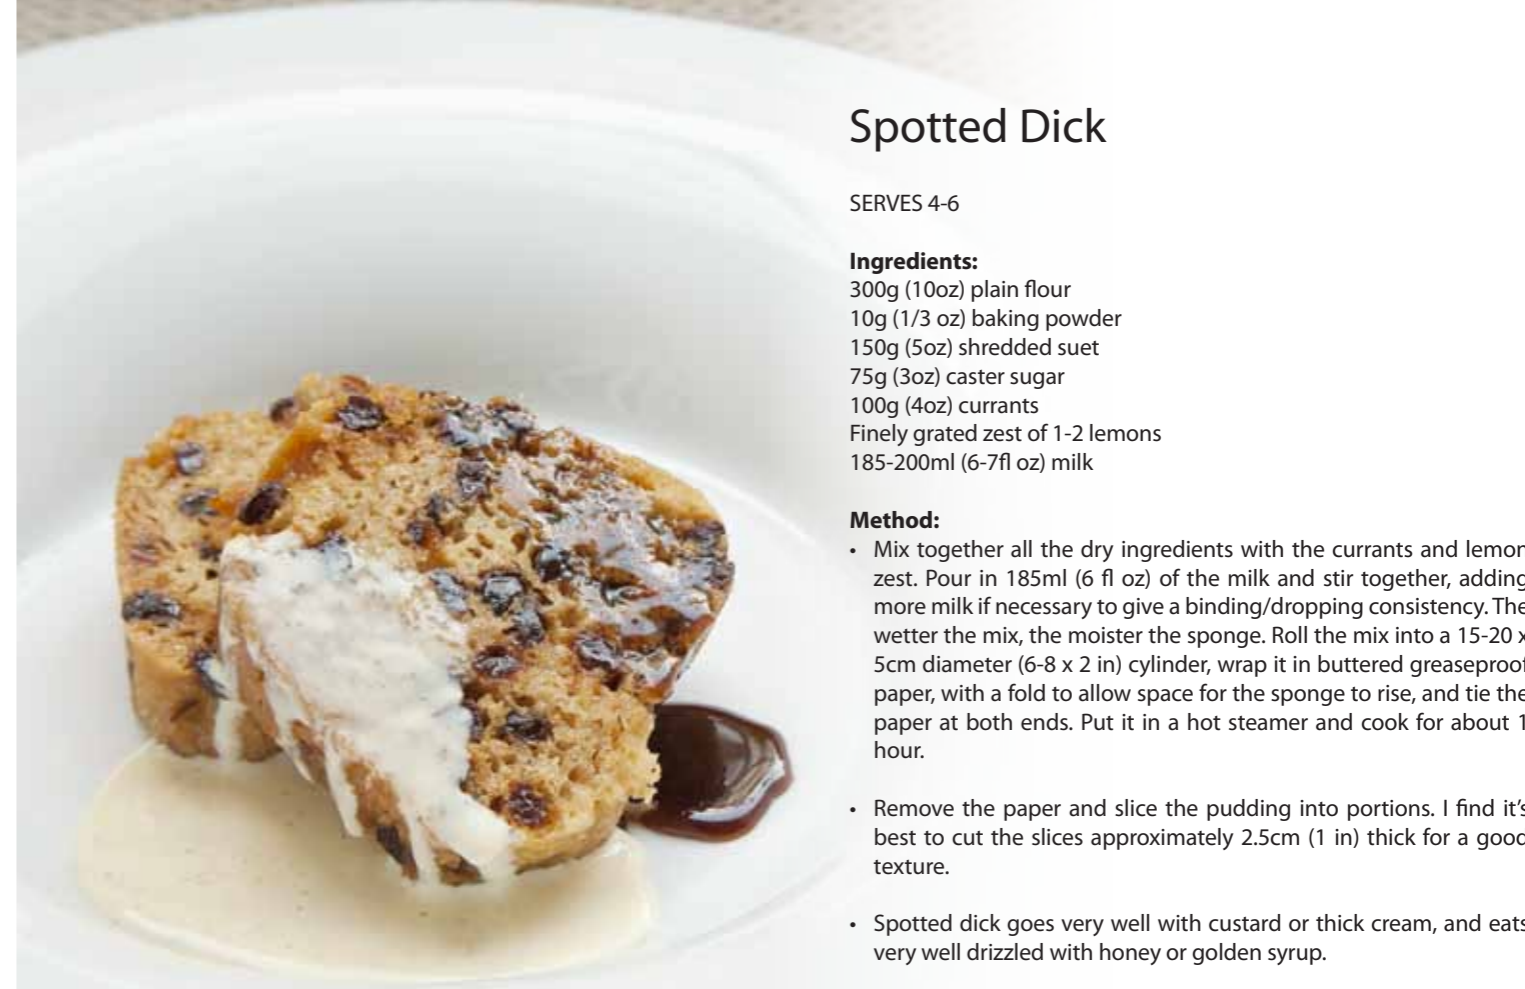 Spotted Dick
SERVES 4-6
Ingredients:
300g (10oz) plain flour
10g (1/3 oz) baking powder
150g (5oz) shredded suet
75g (3oz) caster sugar
100g (4oz) currants
Finely grated zest of 1-2 lemons
185-200ml (6-7fl oz) milk
Method:
• Mix together all the dry ingredients with the currants and lemon
zest. Pour in 185ml (6 fl oz) of the milk and stir together, adding
more milk if necessary to give a binding/dropping consistency. The
wetter the mix, the moister the sponge. Roll the mix into a 15-20 x
5cm diameter (6-8 x 2 in) cylinder, wrap it in buttered greaseproof
paper, with a fold to allow space for the sponge to rise, and tie the
paper at both ends. Put it in a hot steamer and cook for about 1
hour.
• Remove the paper and slice the pudding into portions. I find it's
best to cut the slices approximately 2.5cm (1 in) thick for a good
texture.
• Spotted dick goes very well with custard or thick cream, and eats
very well drizzled with honey or golden syrup.